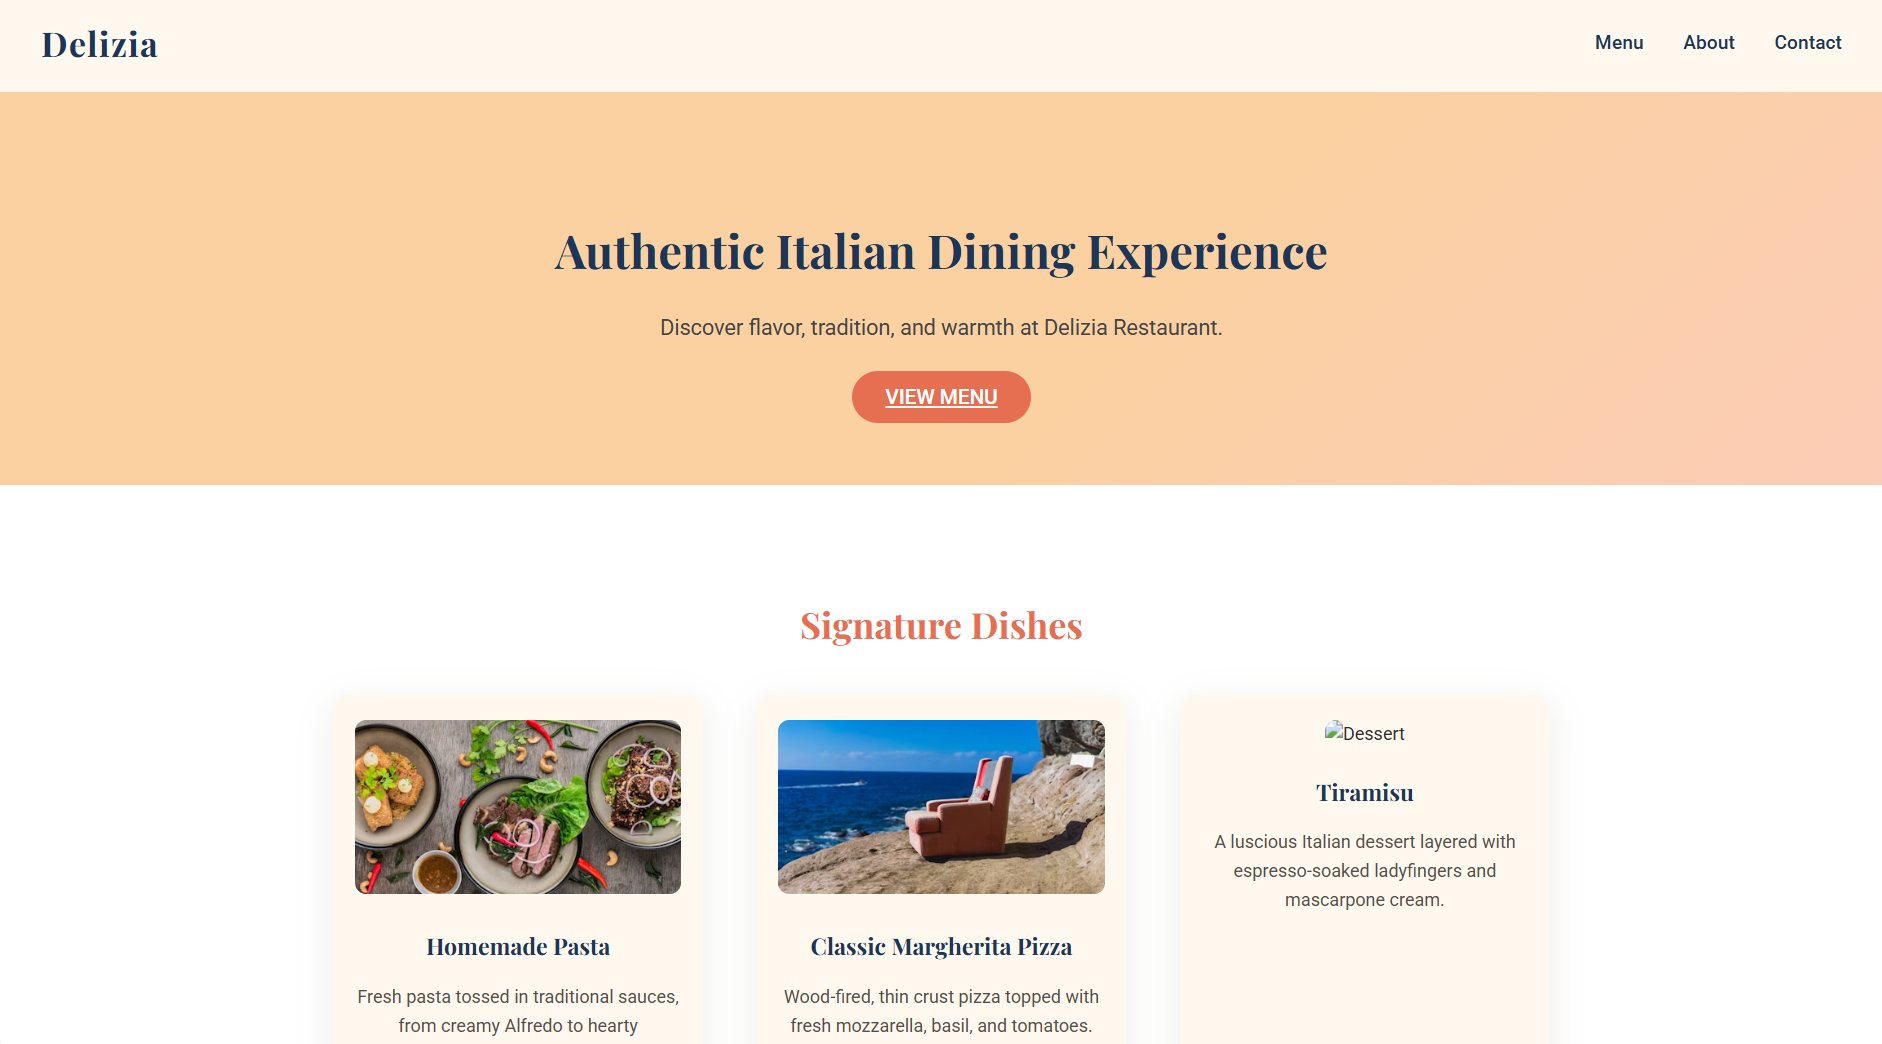 Delizia
Menu
About
Contact
Authentic Italian Dining Experience
Discover flavor, tradition, and warmth at Delizia Restaurant.
VIEW MENU
Signature Dishes
Homemade Pasta
Fresh pasta tossed in traditional sauces,
from creamy Alfredo to hearty
Classic Margherita Pizza
Wood-fired, thin crust pizza topped with
fresh mozzarella, basil, and tomatoes.
Dessert
Tiramisu
A luscious Italian dessert layered with
espresso-soaked ladyfingers and
mascarpone cream.